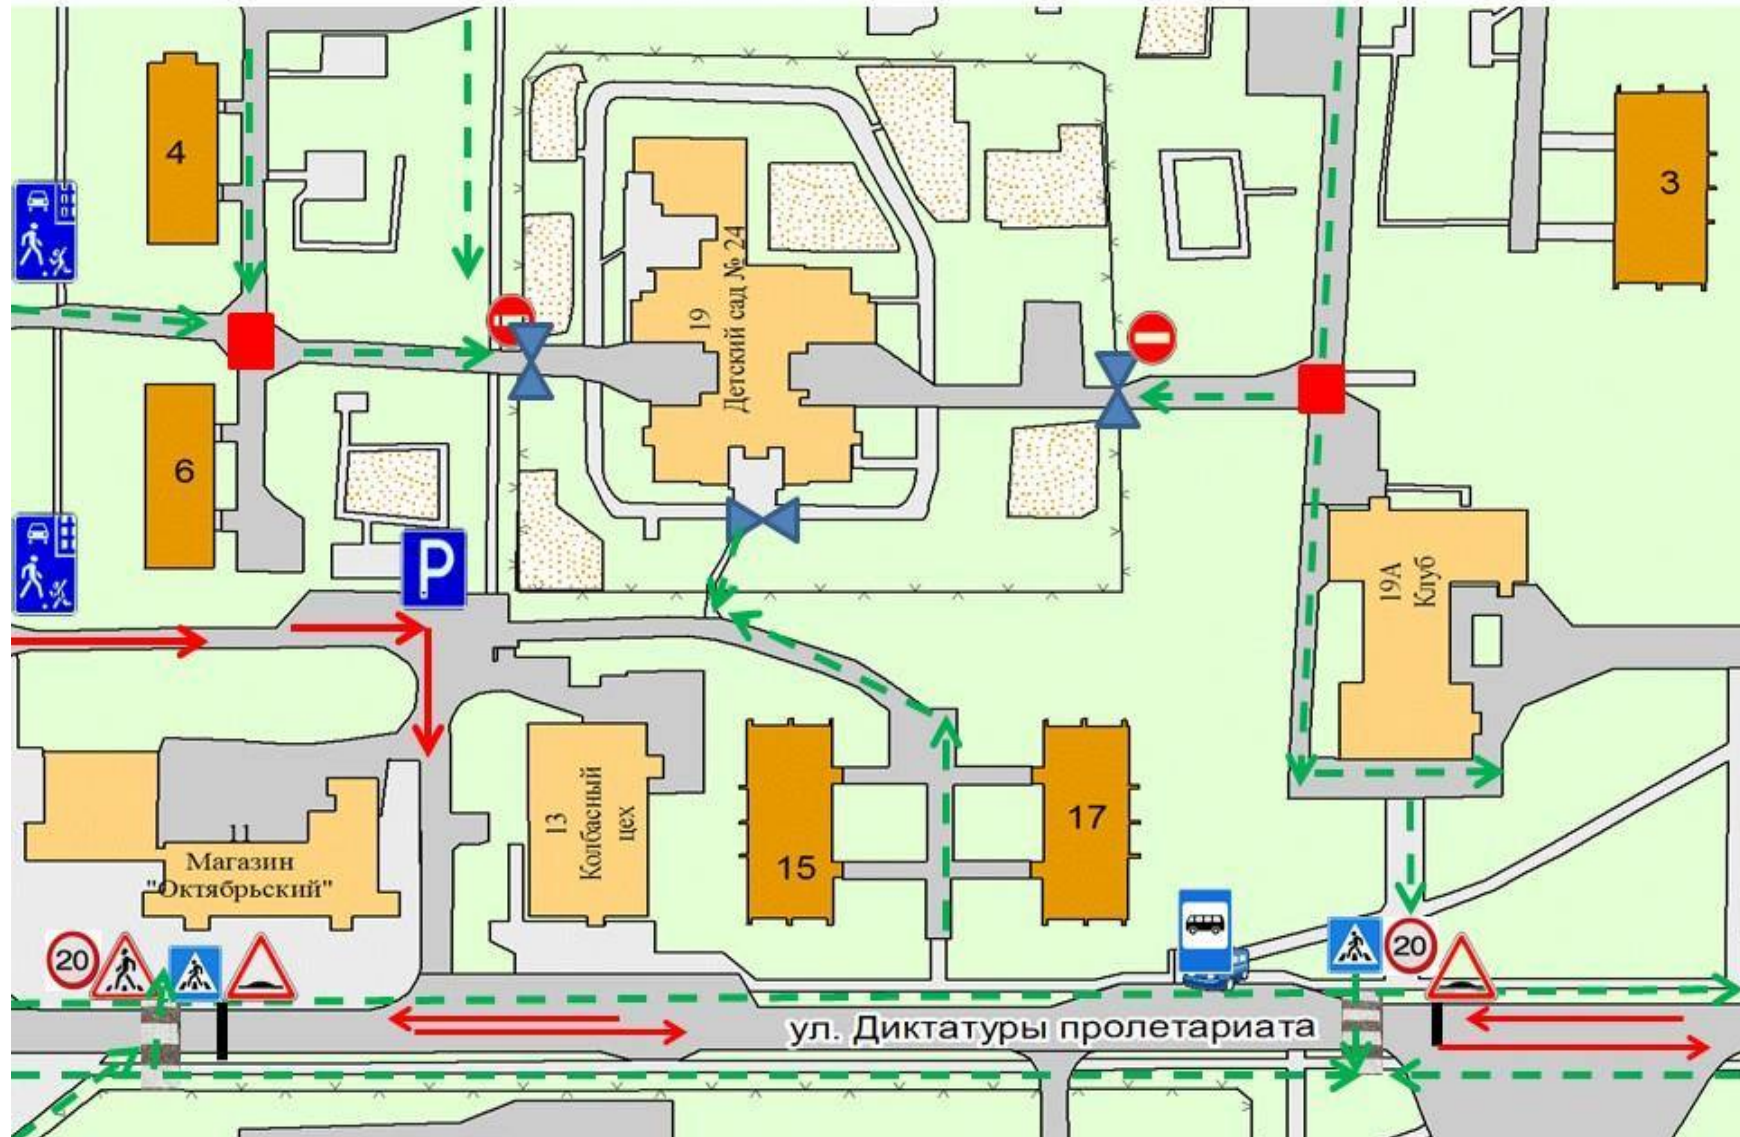 4
3
19
Детский сад № 24
6
P
19А
Клуб
11
Магазин
"Октябрьский"
13
Колбасный
цех
15
17
20
20
ул. Диктатуры пролетариата